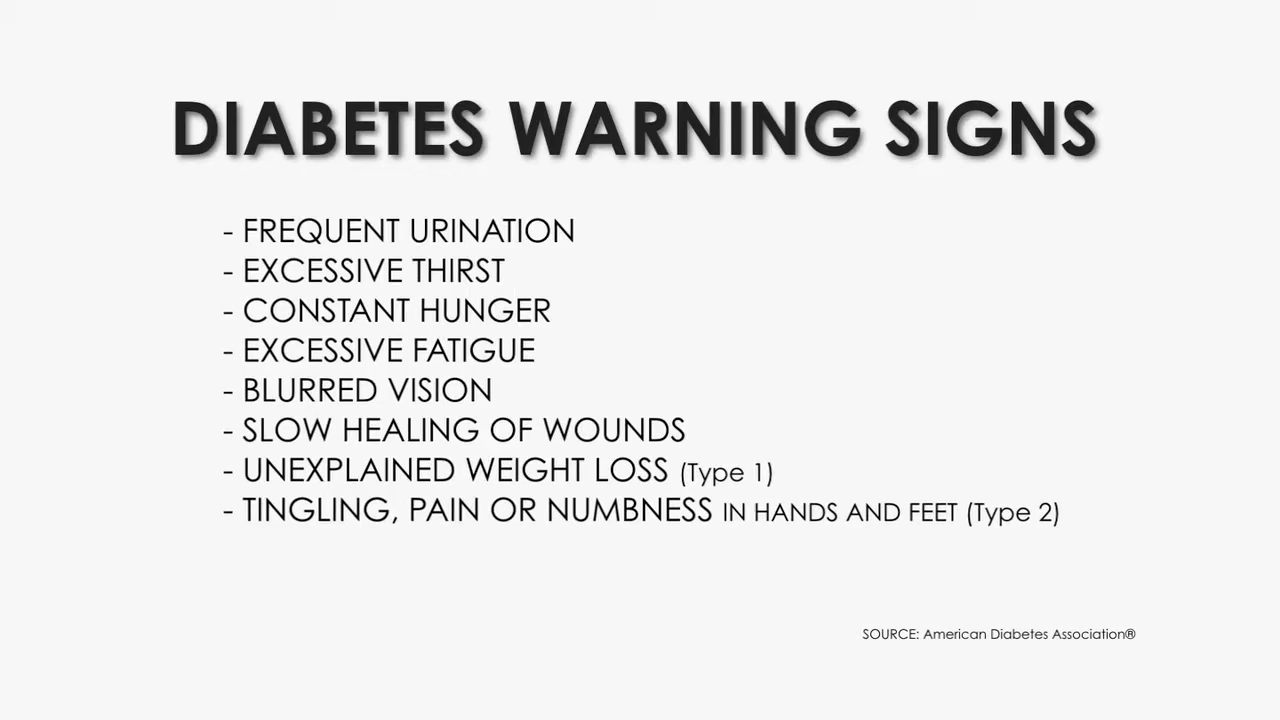 DIABETES WARNING SIGNS
- FREQUENT URINATION
- EXCESSIVE THIRST
- CONSTANT HUNGER
- EXCESSIVE FATIGUE
- BLURRED VISION
- SLOW HEALING OF WOUNDS
- UNEXPLAINED WEIGHT LOSS (Type 1)
- TINGLING, PAIN OR NUMBNESS IN HANDS AND FEET (Type 2)
SOURCE: American Diabetes Association®